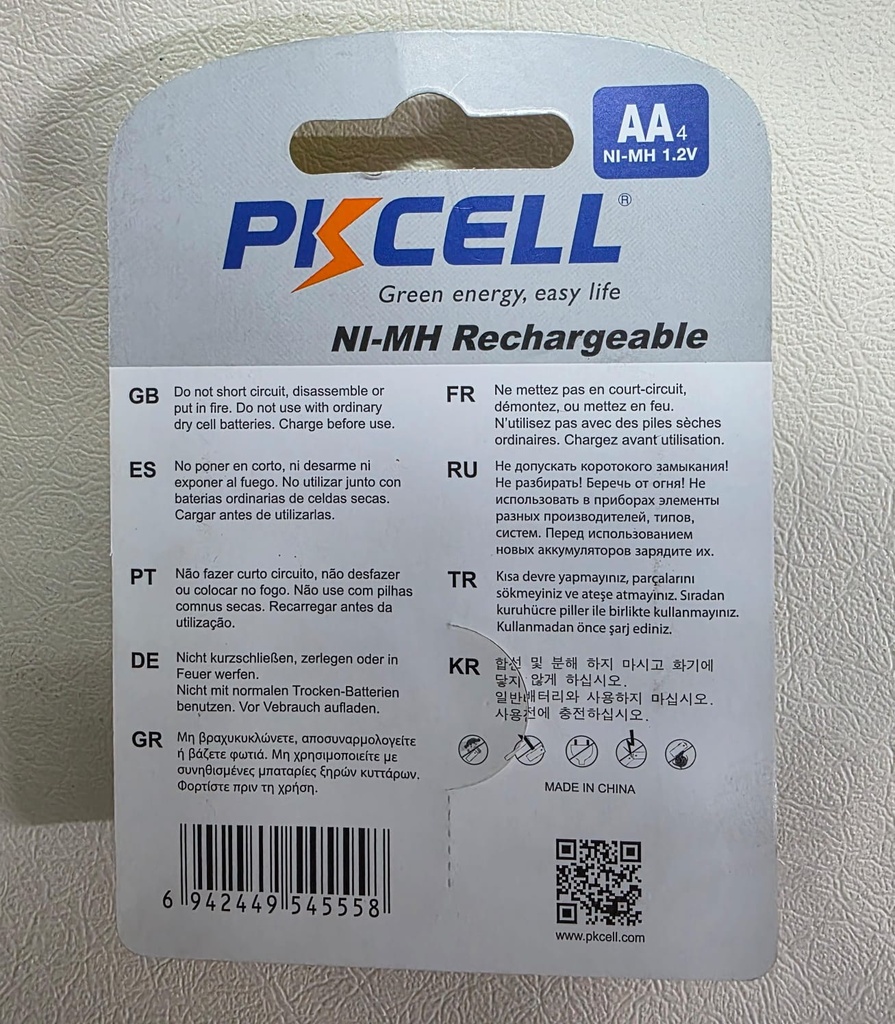 AA4
NI-MH 1.2V
PKCELL®
Green energy, easy life
NI-MH Rechargeable
GB
Do not short circuit, disassemble or
put in fire. Do not use with ordinary
dry cell batteries. Charge before use.
ES
No poner en corto, ni desarme ni
exponer al fuego. No utilizar junto con
baterias ordinarias de celdas secas.
Cargar antes de utilizarlas.
PT
Não fazer curto circuito, não desfazer
ou colocar no fogo. Não use com pilhas
comnus secas. Recarregar antes da
utilização.
DE
Nicht kurzschließen, zerlegen oder in
Feuer werfen.
Nicht mit normalen Trocken-Batterien
benutzen. Vor Vebrauch aufladen.
GR
Μη βραχυκυκλώνετε, αποσυναρμολογείτε
ή βάζετε φωτιά. Μη χρησιμοποιείτε με
συνηθισμένες μπαταρίες ξηρών κυττάρων.
Φορτίστε πριν τη χρήση.
FR
Ne mettez pas en court-circuit,
démontez, ou mettez en feu.
N'utilisez pas avec des piles sèches
ordinaires. Chargez avant utilisation.
RU
Не допускать коротокого замыкания!
Не разбирать! Беречь от огня! Не
использовать в приборах элементы
разных производителей, типов,
систем. Перед использованием
новых аккумуляторов зарядите их.
TR
Kısa devre yapmayınız, parçalarını
sökmeyiniz ve ateşe atmayınız. Sıradan
kuruhücre piller ile birlikte kullanmayınız.
Kullanmadan önce şarj ediniz.
KR
합선 및 분해 하지 마시고 화기에
닿지 않게 하십시오.
일반배터리와 사용하지 마십시오.
사용전에 충전하십시오.
MADE IN CHINA
6 942449 545558
www.pkcell.com